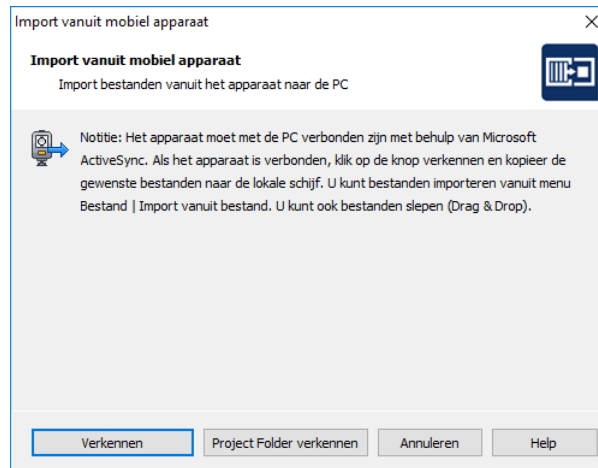 Import vanuit mobiel apparaat
Import vanuit mobiel apparaat
Import bestanden vanuit het apparaat naar de PC
Notitie: Het apparaat moet met de PC verbonden zijn met behulp van Microsoft
ActiveSync. Als het apparaat is verbonden, klik op de knop verkennen en kopieer de
gewenste bestanden naar de lokale schijf. U kunt bestanden importeren vanuit menu
Bestand | Import vanuit bestand. U kunt ook bestanden slepen (Drag & Drop).
Verkennen Project Folder verkennen Annuleren Help